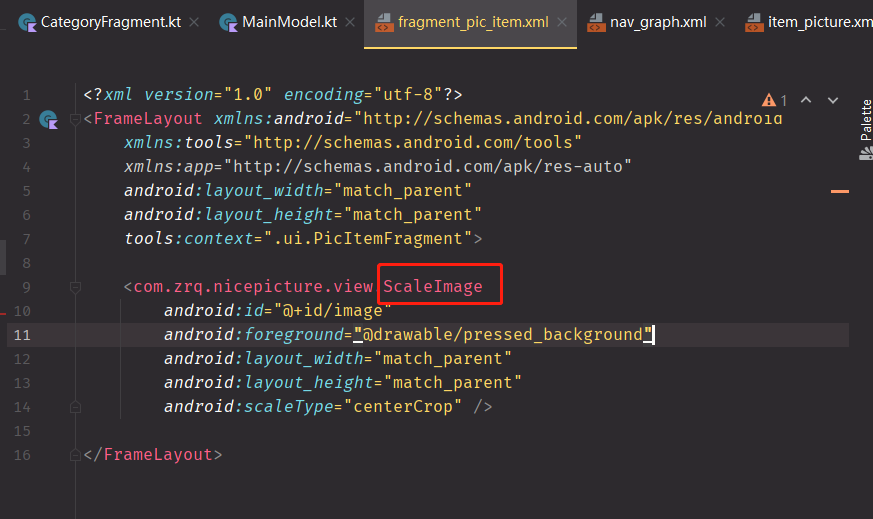 CategoryFragment.kt MainModel.kt fragment_pic_item.xml nav_graph.xml item_picture.xm
1 <?xml version="1.0" encoding="utf-8"?>
1
2 <FrameLayout xmlns:android="http://schemas.android.com/apk/res/android
3 xmlns:tools="http://schemas.android.com/tools"
4 xmlns:app="http://schemas.android.com/apk/res-auto"
5 android:layout_width="match_parent"
6 android:layout_height="match_parent"
7 tools:context=".ui.PicItemFragment">
8
9 <com.zrq.nicepicture.view.ScaleImage
10 android:id="@+id/image"
11 android:foreground="@drawable/pressed_background"
12 android:layout_width="match_parent"
13 android:layout_height="match_parent"
14 android:scaleType="centerCrop" />
15
16 </FrameLayout>
Palette